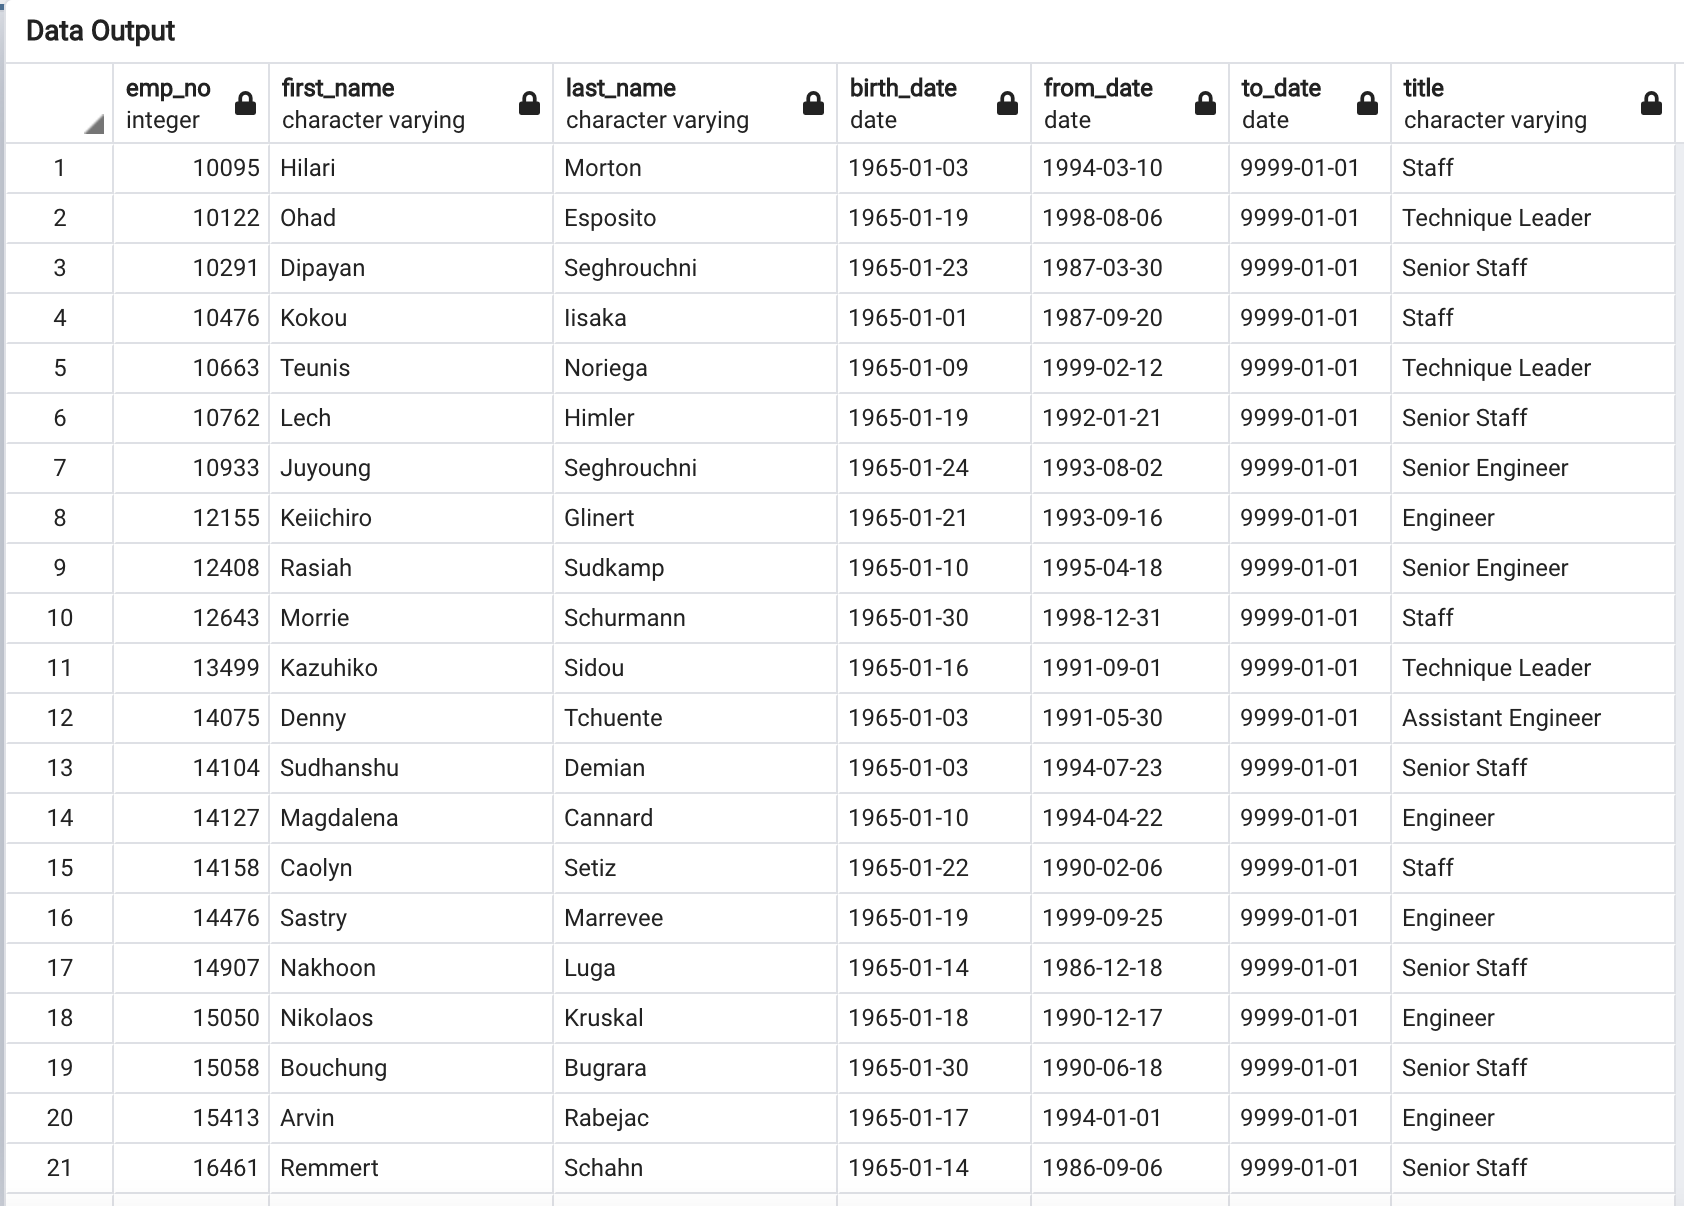 Data Output
emp_no first_name last_name birth_date from_date to_date title
integer character varying character varying date date date character varying
1 10095 Hilari Morton 1965-01-03 1994-03-10 9999-01-01 Staff
2 10122 Ohad Esposito 1965-01-19 1998-08-06 9999-01-01 Technique Leader
3 10291 Dipayan Seghrouchni 1965-01-23 1987-03-30 9999-01-01 Senior Staff
4 10476 Kokou Iisaka 1965-01-01 1987-09-20 9999-01-01 Staff
5 10663 Teunis Noriega 1965-01-09 1999-02-12 9999-01-01 Technique Leader
6 10762 Lech Himler 1965-01-19 1992-01-21 9999-01-01 Senior Staff
7 10933 Juyoung Seghrouchni 1965-01-24 1993-08-02 9999-01-01 Senior Engineer
8 12155 Keiichiro Glinert 1965-01-21 1993-09-16 9999-01-01 Engineer
9 12408 Rasiah Sudkamp 1965-01-10 1995-04-18 9999-01-01 Senior Engineer
10 12643 Morrie Schurmann 1965-01-30 1998-12-31 9999-01-01 Staff
11 13499 Kazuhiko Sidou 1965-01-16 1991-09-01 9999-01-01 Technique Leader
12 14075 Denny Tchuente 1965-01-03 1991-05-30 9999-01-01 Assistant Engineer
13 14104 Sudhanshu Demian 1965-01-03 1994-07-23 9999-01-01 Senior Staff
14 14127 Magdalena Cannard 1965-01-10 1994-04-22 9999-01-01 Engineer
15 14158 Caolyn Setiz 1965-01-22 1990-02-06 9999-01-01 Staff
16 14476 Sastry Marrevee 1965-01-19 1999-09-25 9999-01-01 Engineer
17 14907 Nakhoon Luga 1965-01-14 1986-12-18 9999-01-01 Senior Staff
18 15050 Nikolaos Kruskal 1965-01-18 1990-12-17 9999-01-01 Engineer
19 15058 Bouchung Bugrara 1965-01-30 1990-06-18 9999-01-01 Senior Staff
20 15413 Arvin Rabejac 1965-01-17 1994-01-01 9999-01-01 Engineer
21 16461 Remmert Schahn 1965-01-14 1986-09-06 9999-01-01 Senior Staff